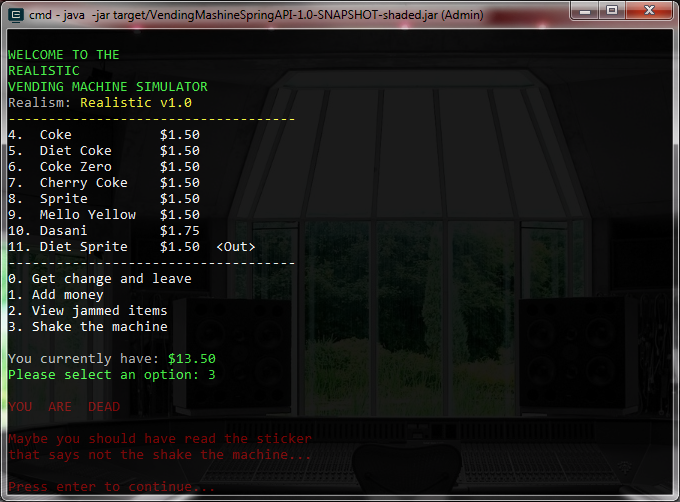 cmd - java -jar target/VendingMashineSpringAPI-1.0-SNAPSHOT-shaded.jar (Admin)
WELCOME TO THE
REALISTIC
VENDING MACHINE SIMULATOR
Realism: Realistic v1.0
------------------------------------
4. Coke $1.50
5. Diet Coke $1.50
6. Coke Zero $1.50
7. Cherry Coke $1.50
8. Sprite $1.50
9. Mello Yellow $1.50
10. Dasani $1.75
11. Diet Sprite $1.50 <Out>
------------------------------------
0. Get change and leave
1. Add money
2. View jammed items
3. Shake the machine
You currently have: $13.50
Please select an option: 3
YOU ARE DEAD
Maybe you should have read the sticker
that says not the shake the machine...
Press enter to continue...